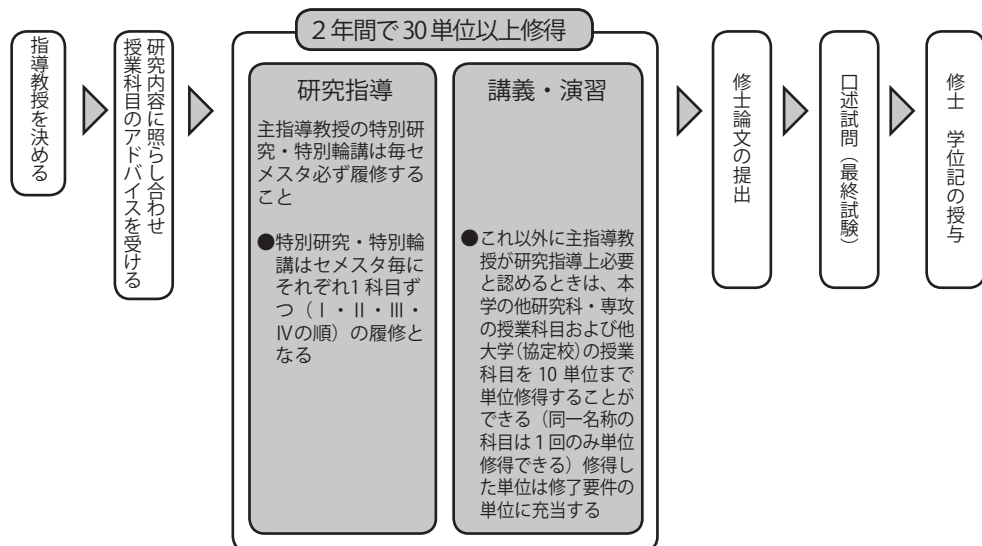 指導教授を決める
研究内容に照らし合わせ
授業科目のアドバイスを受ける
2年間で30単位以上修得
研究指導
主指導教授の特別研
究・特別輪講は毎セ
メスタ必ず履修する
こと
●特別研究・特別輪
講はセメスタ毎に
それぞれ1科目ず
つ（Ⅰ・Ⅱ・Ⅲ・
Ⅳの順）の履修と
なる
講義・演習
●これ以外に主指導教
授が研究指導上必要
と認めるときは、本
学の他研究科・専攻
の授業科目および他
大学（協定校）の授業
科目を10単位まで
単位修得することが
できる（同一名称の
科目は1回のみ単位
修得できる）修得し
た単位は修了要件の
単位に充当する
修士論文の提出
口述試問（最終試験）
修士　学位記の授与